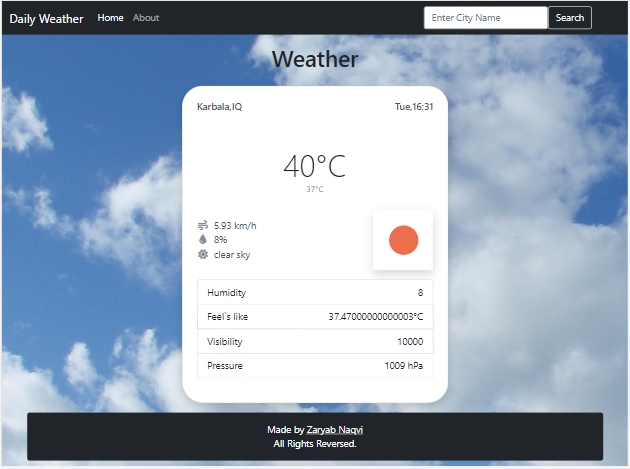 Daily Weather Home About Enter City Name Search
Weather
Karbala,IQ Tue,16:31
40°C
37°C
5.93 km/h
8%
clear sky
Humidity 8
Feel's like 37.47000000000003°C
Visibility 10000
Pressure 1009 hPa
Made by Zaryab Naqvi
All Rights Reversed.